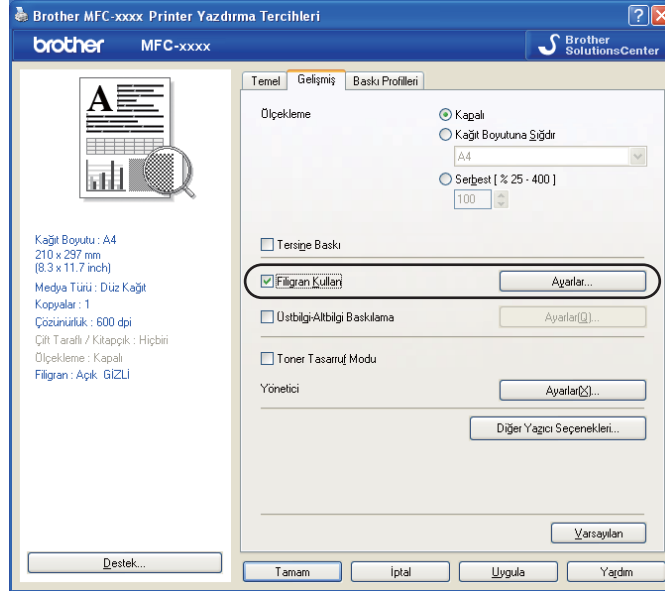 Brother MFC-xxxx Printer Yazdırma Tercihleri
brother MFC-xxxx
Brother
SolutionsCenter
Temel Gelişmiş Baskı Profilleri
A
Kağıt Boyutu : A4
210 x 297 mm
(8.3 x 11.7 inch)
Medya Türü : Düz Kağıt
Kopyalar : 1
Çözünürlük : 600 dpi
Çift Taraflı / Kitapçık : Hiçbiri
Ölçekleme : Kapalı
Filigran : Açık GİZLİ
Destek...
Ölçekleme
Kapalı
Kağıt Boyutuna Sığdır
A4
Serbest [ % 25 - 400 ]
100
Tersine Baskı
Filigran Kullan Ayarlar...
Üstbilgi-Altbilgi Baskılama Ayarlar(Q)...
Toner Tasarruf Modu
Yönetici Ayarlar(X)...
Diğer Yazıcı Seçenekleri...
Varsayılan
Tamam İptal Uygula Yardım